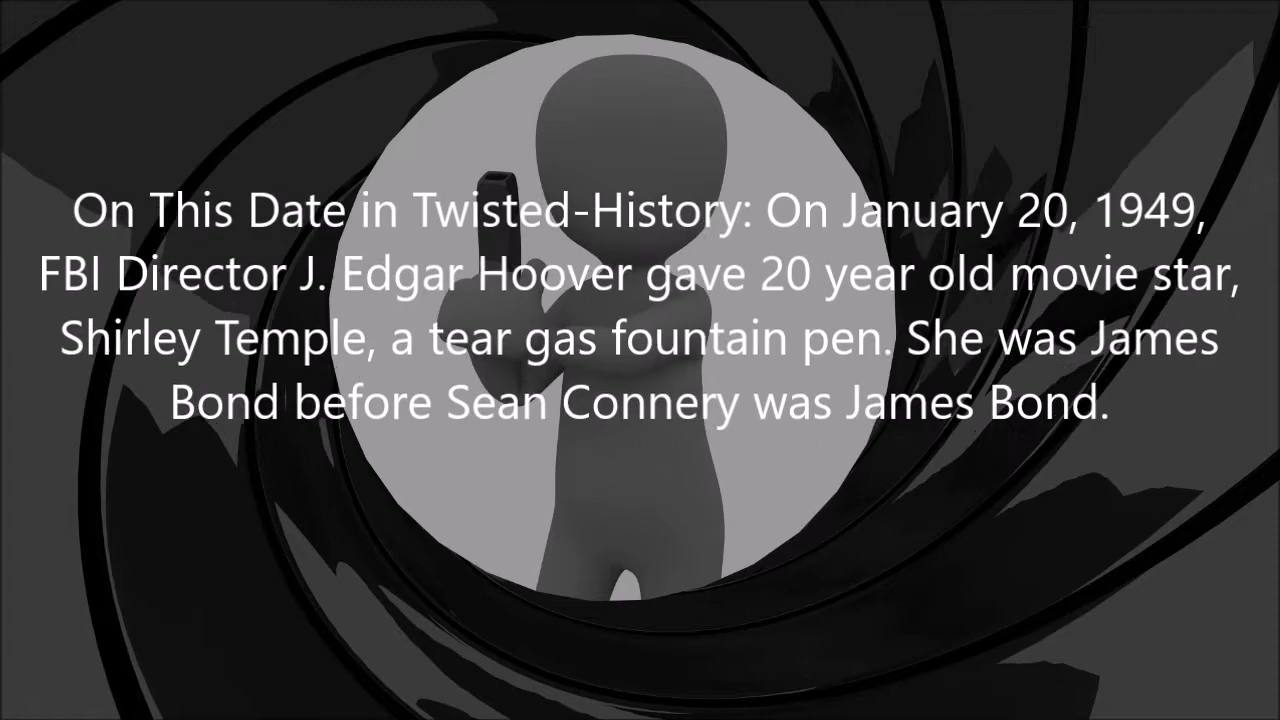 On This Date in Twisted-History: On January 20, 1949,
FBI Director J. Edgar Hoover gave 20 year old movie star,
Shirley Temple, a tear gas fountain pen. She was James
Bond before Sean Connery was James Bond.